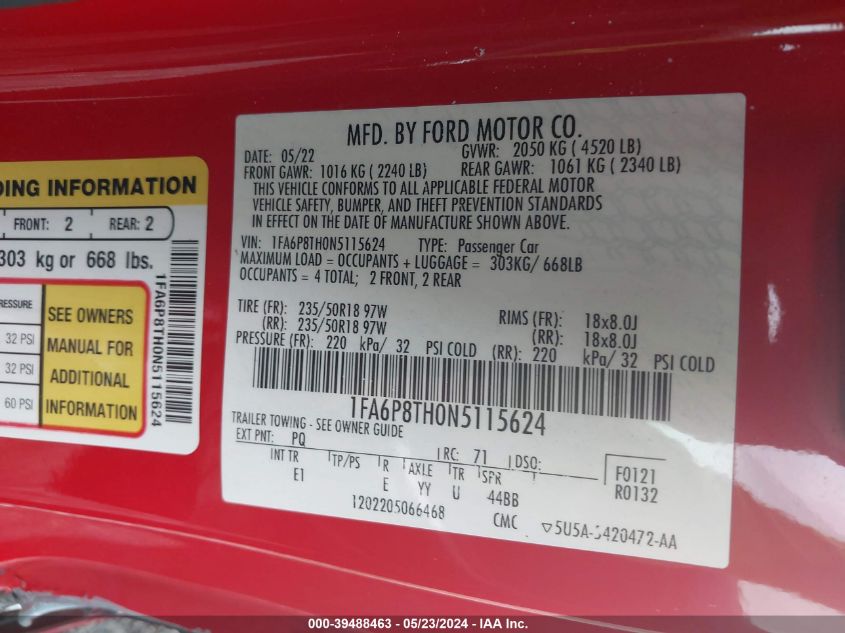 DING INFORMATION
FRONT: 2 REAR: 2
303 kg or 668 lbs.
RESSURE
32 PSI
32 PSI
60 PSI
SEE OWNERS
MANUAL FOR
ADDITIONAL
INFORMATION
1FA6P8TH0N5115624
MFD. BY FORD MOTOR CO.
DATE: 05/22 GVWR: 2050 KG ( 4520 LB)
FRONT GAWR: 1016 KG ( 2240 LB) REAR GAWR: 1061 KG ( 2340 LB)
THIS VEHICLE CONFORMS TO ALL APPLICABLE FEDERAL MOTOR
VEHICLE SAFETY, BUMPER, AND THEFT PREVENTION STANDARDS
IN EFFECT ON THE DATE OF MANUFACTURE SHOWN ABOVE.
VIN: 1FA6P8TH0N5115624 TYPE: Passenger Car
MAXIMUM LOAD = OCCUPANTS + LUGGAGE = 303KG/ 668LB
OCCUPANTS = 4 TOTAL; 2 FRONT, 2 REAR
TIRE (FR): 235/50R18 97W RIMS (FR): 18x8.0J
(RR): 235/50R18 97W (RR): 18x8.0J
PRESSURE (FR): 220 kPa/ 32 PSI COLD (RR): 220 kPa/ 32 PSI COLD
1FA6P8TH0N5115624
TRAILER TOWING - SEE OWNER GUIDE
EXT PNT: PQ RC: 71 DSO: F0121
INT TR TP/PS R AXLE TR SPR T R0132
E1 E YY U 44BB
1202205066468 CMC 5U5A-5420472-AA
000-39488463 - 05/23/2024 - IAA Inc.